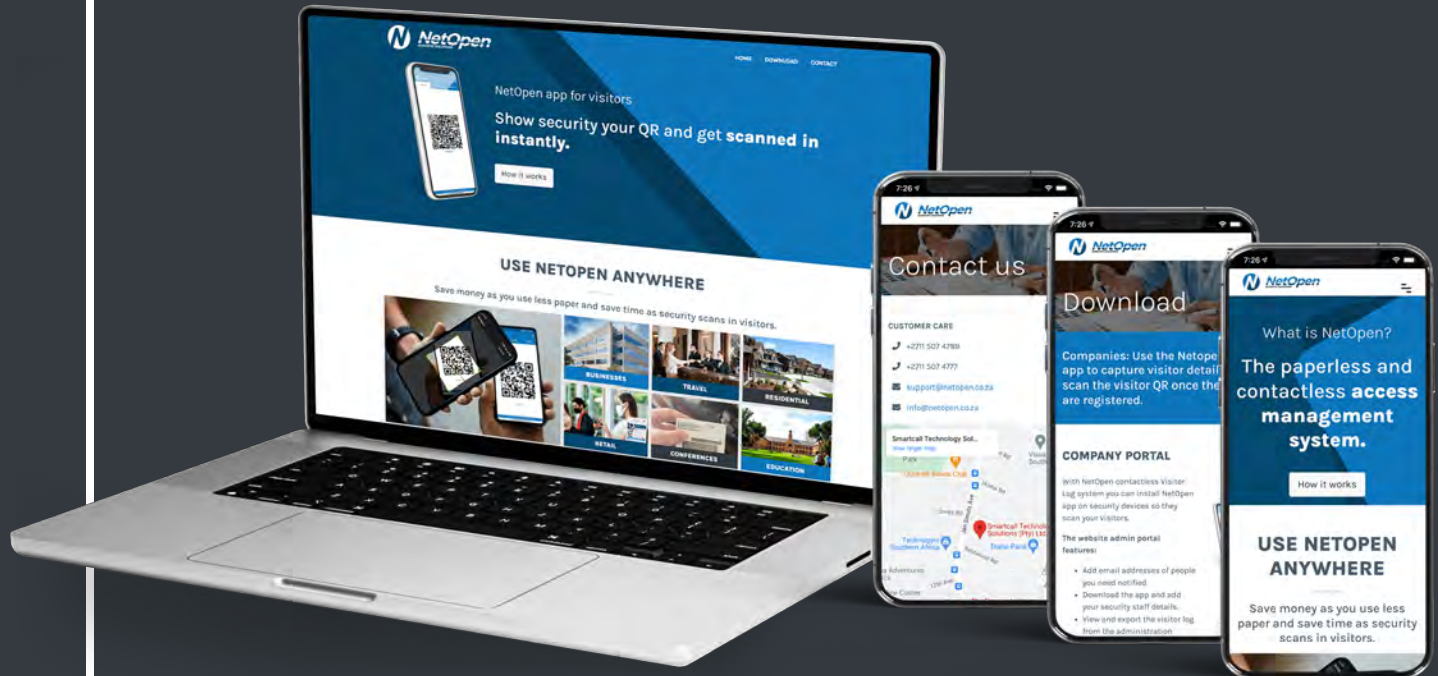 NetOpen
HOME DOWNLOAD CONTACT
NetOpen app for visitors
Show security your QR and get scanned in
instantly.
How it works
USE NETOPEN ANYWHERE
Save money as you use less paper and save time as security scans in visitors.
BUSINESSES
TRAVEL
RESIDENTIAL
RETAIL
CONFERENCES
EDUCATION
7:26
NetOpen
Contact us
CUSTOMER CARE
+2711 507 4789
+2711 507 4777
support@netopen.co.za
info@netopen.co.za
Smartcall Technology Sol...
View larger map
Park
Smartcall Technolo
Solutions (Pty) Ltd
Southern Africa
7:26
NetOpen
Download
Companies: Use the Netope
app to capture visitor detail
scan the visitor QR once the
are registered.
COMPANY PORTAL
With NetOpen contactless Visitor
Log system you can install NetOpen
app on security devices so they
scan your visitors.
The website admin portal
features:
• Add email addresses of people
you need notified
• Download the app and add
your security staff details.
• View and export the visitor log
from the administration
7:26
NetOpen
What is NetOpen?
The paperless and
contactless access
management
system.
How it works
USE NETOPEN
ANYWHERE
Save money as you use less
paper and save time as security
scans in visitors.